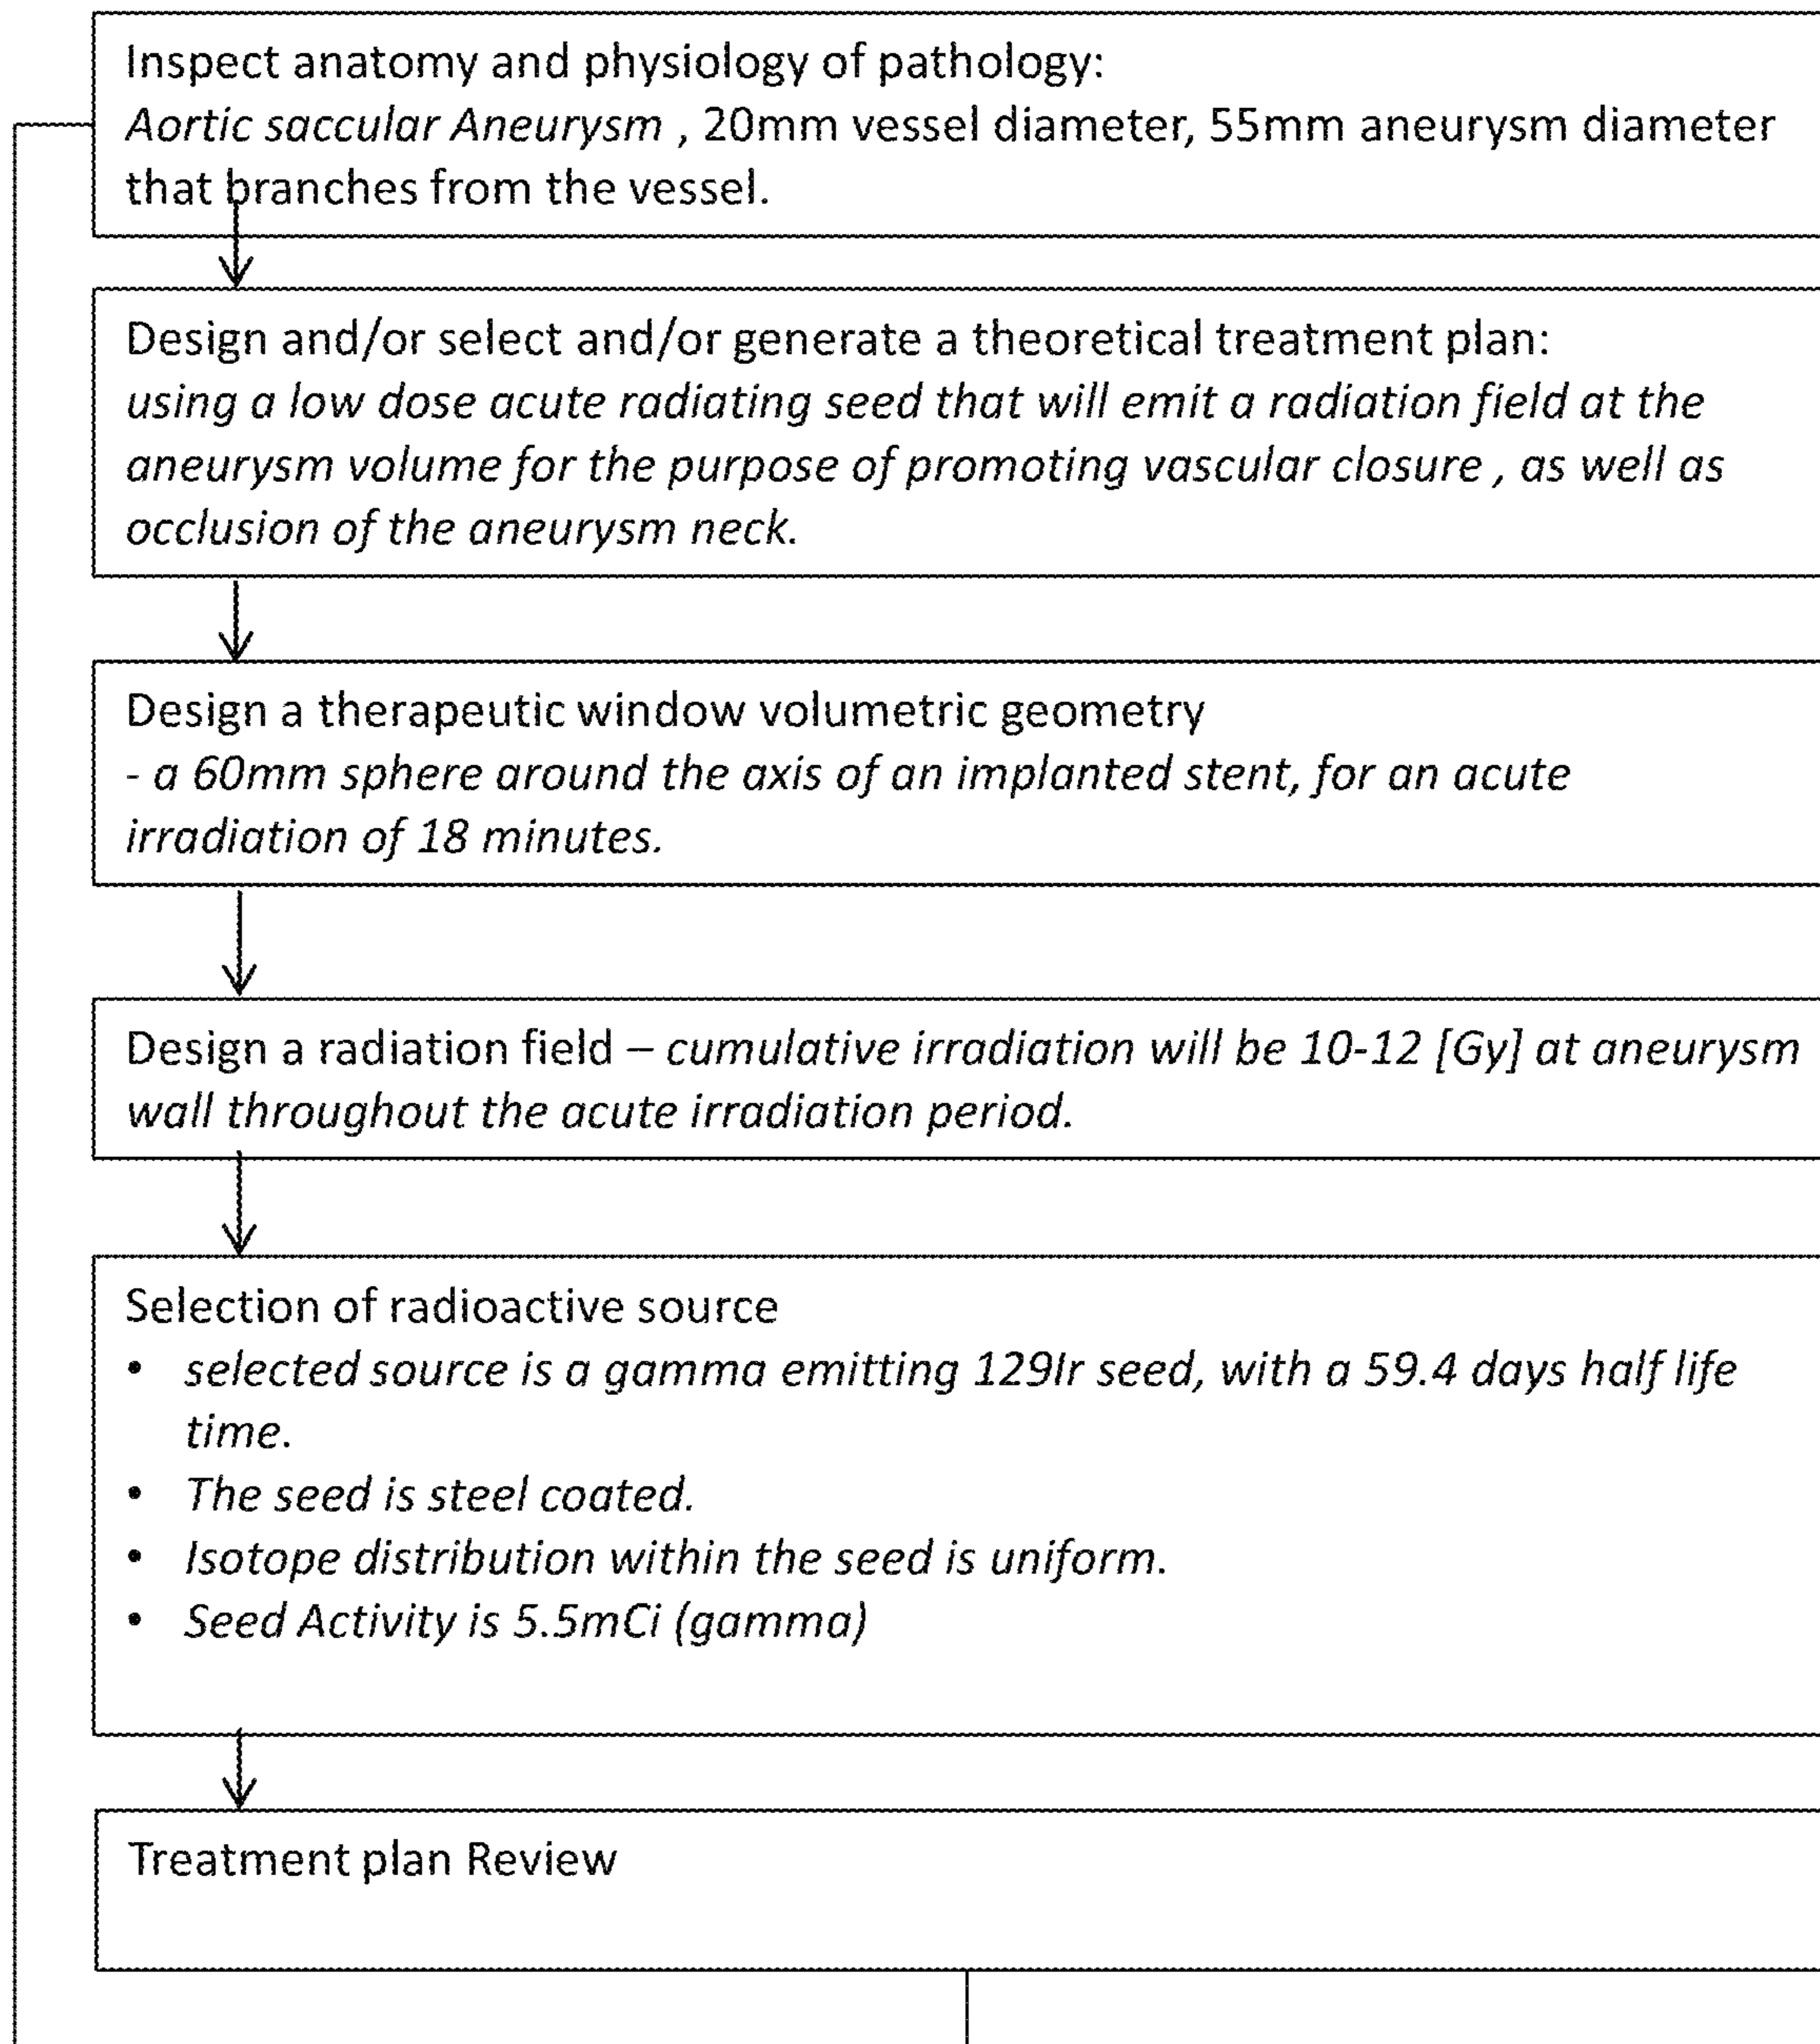 Inspect anatomy and physiology of pathology:
Aortic saccular Aneurysm , 20mm vessel diameter, 55mm aneurysm diameter
that branches from the vessel.
Design and/or select and/or generate a theoretical treatment plan:
using a low dose acute radiating seed that will emit a radiation field at the
aneurysm volume for the purpose of promoting vascular closure , as well as
occlusion of the aneurysm neck.
Design a therapeutic window volumetric geometry
- a 60mm sphere around the axis of an implanted stent, for an acute
irradiation of 18 minutes.
Design a radiation field – cumulative irradiation will be 10-12 [Gy] at aneurysm
wall throughout the acute irradiation period.
Selection of radioactive source
• selected source is a gamma emitting 129Ir seed, with a 59.4 days half life
time.
• The seed is steel coated.
• Isotope distribution within the seed is uniform.
• Seed Activity is 5.5mCi (gamma)
Treatment plan Review